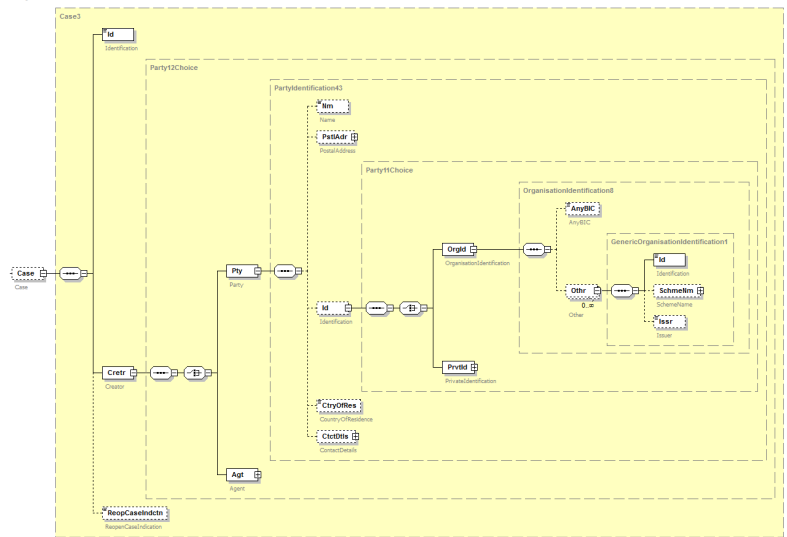 Case3
Id
Identification
Party12Choice
PartyIdentification43
Nm
Name
PstlAdr
PostalAddress
Party11Choice
OrganisationIdentification8
AnyBIC
AnyBIC
OrgId
OrganisationIdentification
GenericOrganisationIdentification1
Id
Identification
Case
Case
Pty
Party
Othr
0..∞
Other
SchmeNm
SchemeName
Id
Identification
Issr
Issuer
Cretr
Creator
PrvtId
PrivateIdentification
CtryOfRes
CountryOfResidence
CtctDtls
ContactDetails
Agt
Agent
ReopCaseIndctn
ReopenCaseIndication